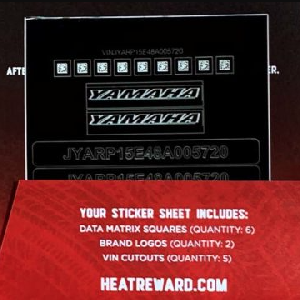 VIN:JYARP15E48A005720
AFTE
ER.
YAMAHA
YAMAHA
JYARP15E48A005720
JYARP15E48A005720
YOUR STICKER SHEET INCLUDES:
DATA MATRIX SQUARES (QUANTITY: 6)
BRAND LOGOS (QUANTITY: 2)
VIN CUTOUTS (QUANTITY: 5)
HEATREWARD.COM